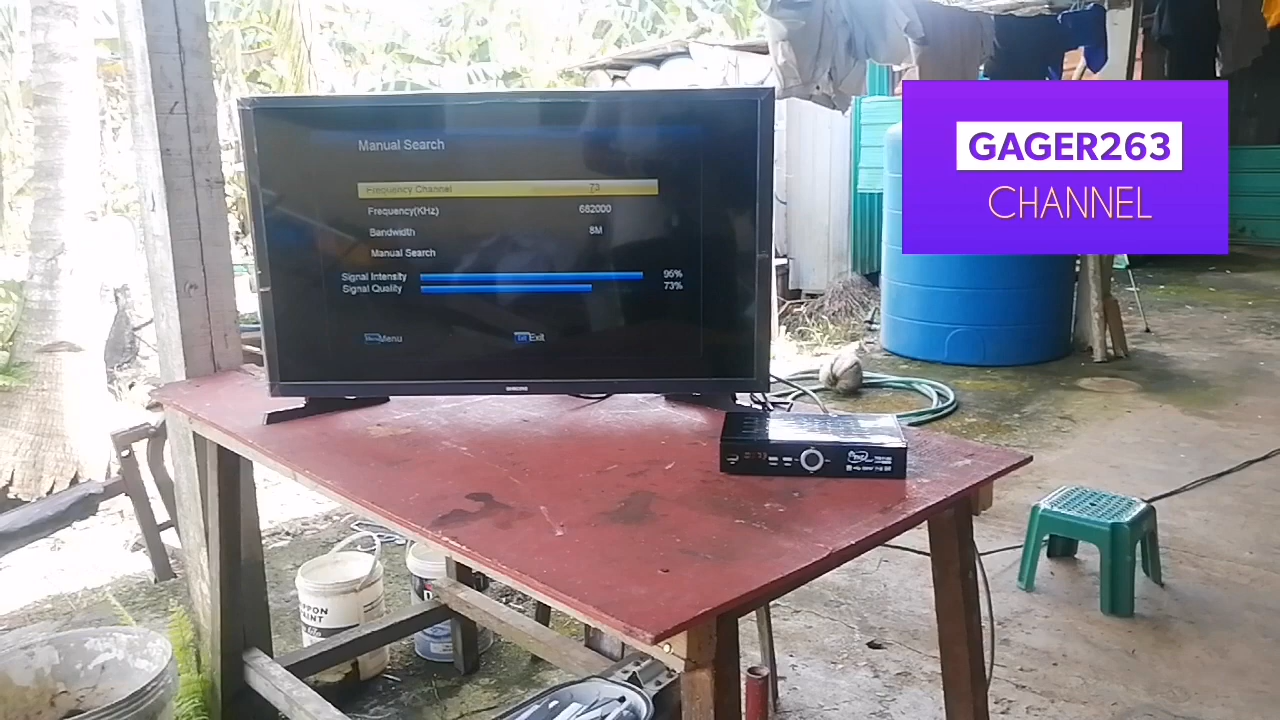 Manual Search
Frequency Channel 73
Frequency(KHz) 682000
Bandwidth 8M
Manual Search
Signal Intensity 95%
Signal Quality 73%
Menu Exit
SAMSUNG
GAGER263
CHANNEL